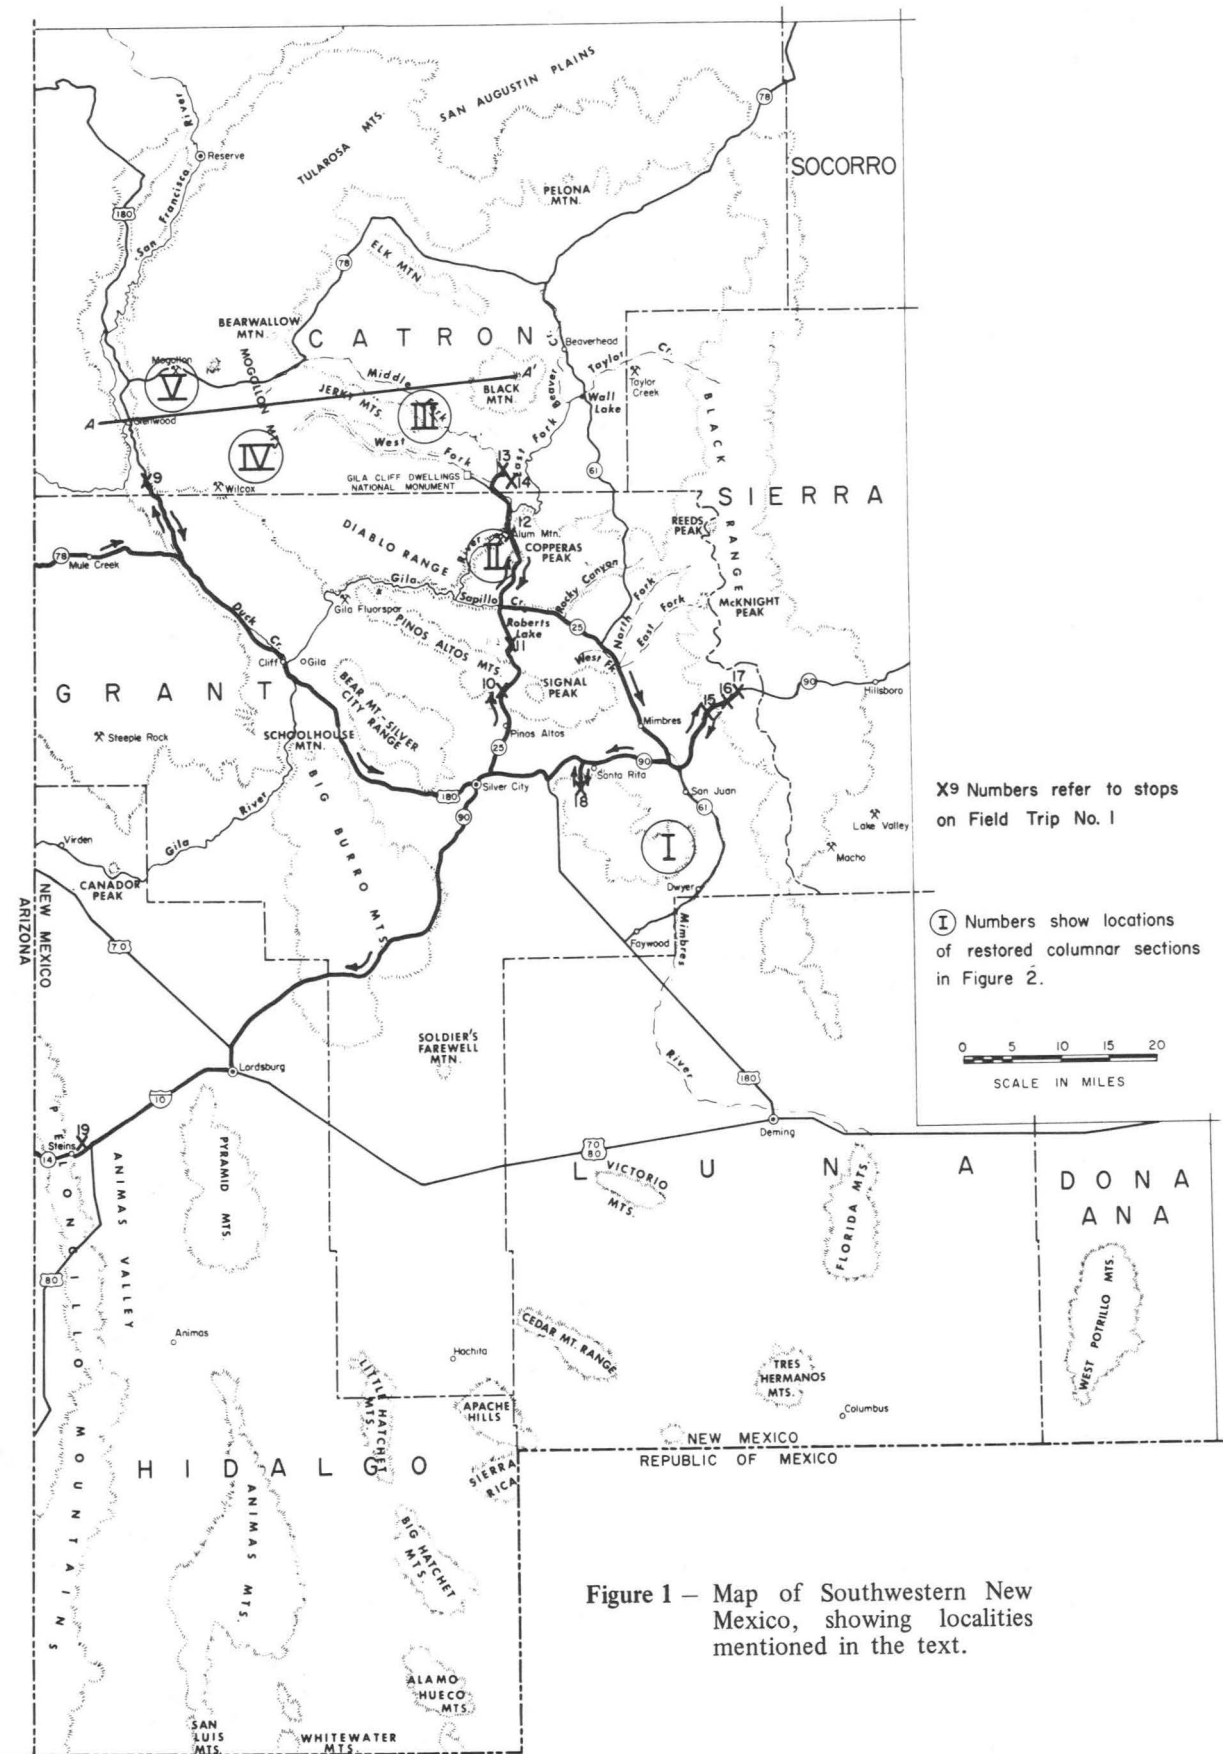 SAN AUGUSTIN PLAINS
78
River
Reserve
TULAROSA MTS.
SOCORRO
PELONA
MTN.
180
San Francisco
ELK MTN
78
BEARWALLOW
MTN.
CATRON
Beaverhead
Mogollon
MOGOLLON MTS.
Middle Fork
A'
Taylor Cr.
V
JERKY MTS.
BLACK
MTN.
Beaver
Taylor
Creek
III
Wall
Lake
A
Glenwood
BLACK RANGE
West Fork
East Fork
IV
13
61
X9
Wilcox
GILA CLIFF DWELLINGS
NATIONAL MONUMENT
14
SIERRA
12
DIABLO RANGE
Alum Mtn.
REEDS
PEAK
II
River
COPPERAS
PEAK
78
Mule Creek
Gila
Rocky Canyon
North Fork
East Fork
Sapillo Cr.
McKNIGHT
PEAK
Duck Cr.
Gila Fluorspar
Roberts
Lake
25
PINOS ALTOS MTS.
11
West Fk.
Cliff
Gila
GRANT
BEAR MT-SILVER
CITY RANGE
10
SIGNAL
PEAK
17
16
15
90
Hillsboro
Steeple Rock
SCHOOLHOUSE
MTN.
Pinos Altos
Mimbres
25
90
Santa Rita
180
Silver City
18
San Juan
61
X9 Numbers refer to stops
on Field Trip No. 1
Gila River
BIG BURRO MTS
90
Lake Valley
Virden
I
Macho
CANADOR
PEAK
Dwyer
NEW MEXICO
ARIZONA
I Numbers show locations
of restored columnar sections
in Figure 2.
70
Faywood
Mimbres
River
SOLDIER'S
FAREWELL
MTN.
0 5 10 15 20
SCALE IN MILES
Lordsburg
180
10
Deming
19
Steins
14
70
80
LUNA
PELONCILLO MOUNTAINS
ANIMAS VALLEY
PYRAMID
MTS.
VICTORIO
MTS.
FLORIDA MTS.
DONA
ANA
80
WEST POTRILLO MTS.
Animas
CEDAR MT. RANGE
Hachita
LITTLE HATCHET
MTS.
TRES
HERMANOS
MTS.
APACHE
HILLS
Columbus
NEW MEXICO
REPUBLIC OF MEXICO
HIDALGO
SIERRA
RICA
ANIMAS MTS.
BIG HATCHET
MTS.
Figure 1 – Map of Southwestern New
Mexico, showing localities
mentioned in the text.
ALAMO
HUECO
MTS
SAN
LUIS
MTS.
WHITEWATER
MTS.